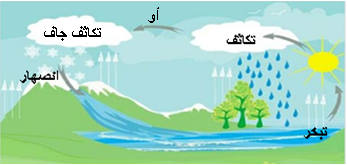 أو
تكاثف
تكاثف جاف
انصهار
تبخر